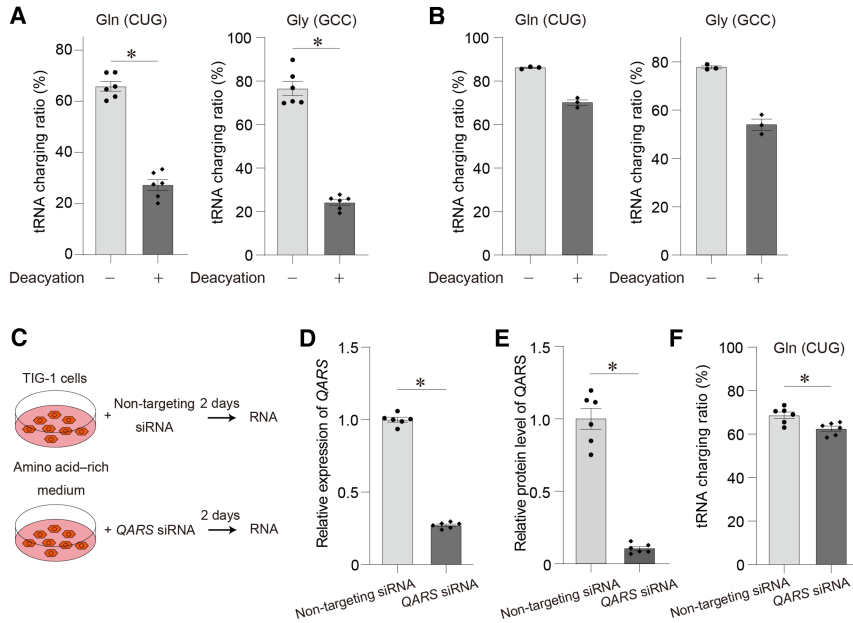 A
Gln (CUG)
tRNA charging ratio (%)
80
60
40
20
0
*
Deacyation
−
+
Gly (GCC)
tRNA charging ratio (%)
100
80
60
40
20
0
*
Deacyation
−
+
B
Gln (CUG)
tRNA charging ratio (%)
100
80
60
40
20
0
Deacyation
−
+
Gly (GCC)
tRNA charging ratio (%)
80
60
40
20
0
Deacyation
−
+
C
TIG-1 cells
+ Non-targeting
siRNA
2 days
RNA
Amino acid–rich
medium
+ QARS siRNA
2 days
RNA
D
Relative expression of QARS
1.5
1.0
0.5
0
*
Non-targeting siRNA
QARS siRNA
E
Relative protein level of QARS
1.5
1.0
0.5
0
*
Non-targeting siRNA
QARS siRNA
F
Gln (CUG)
tRNA charging ratio (%)
100
80
60
40
20
0
*
Non-targeting siRNA
QARS siRNA